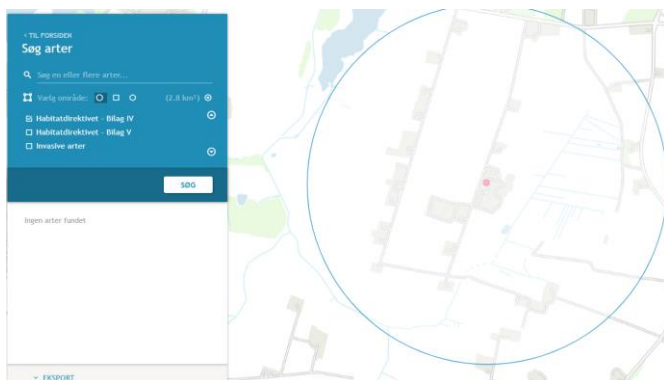 < TIL FORSIDEN
Søg arter
Søg en eller flere arter...
Vælg område: (2.8 km²)
Habitatdirektivet - Bilag IV
Habitatdirektivet - Bilag V
Invasive arter
SØG
Ingen arter fundet
EKSPORT